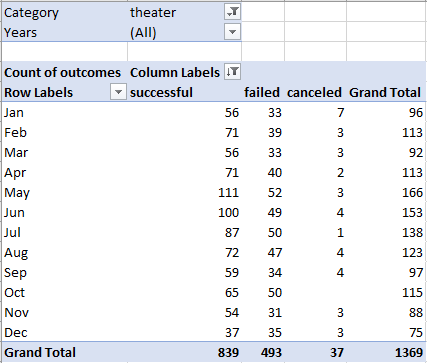 Category theater
Years (All)
Count of outcomes Column Labels
Row Labels successful failed canceled Grand Total
Jan 56 33 7 96
Feb 71 39 3 113
Mar 56 33 3 92
Apr 71 40 2 113
May 111 52 3 166
Jun 100 49 4 153
Jul 87 50 1 138
Aug 72 47 4 123
Sep 59 34 4 97
Oct 65 50 115
Nov 54 31 3 88
Dec 37 35 3 75
Grand Total 839 493 37 1369